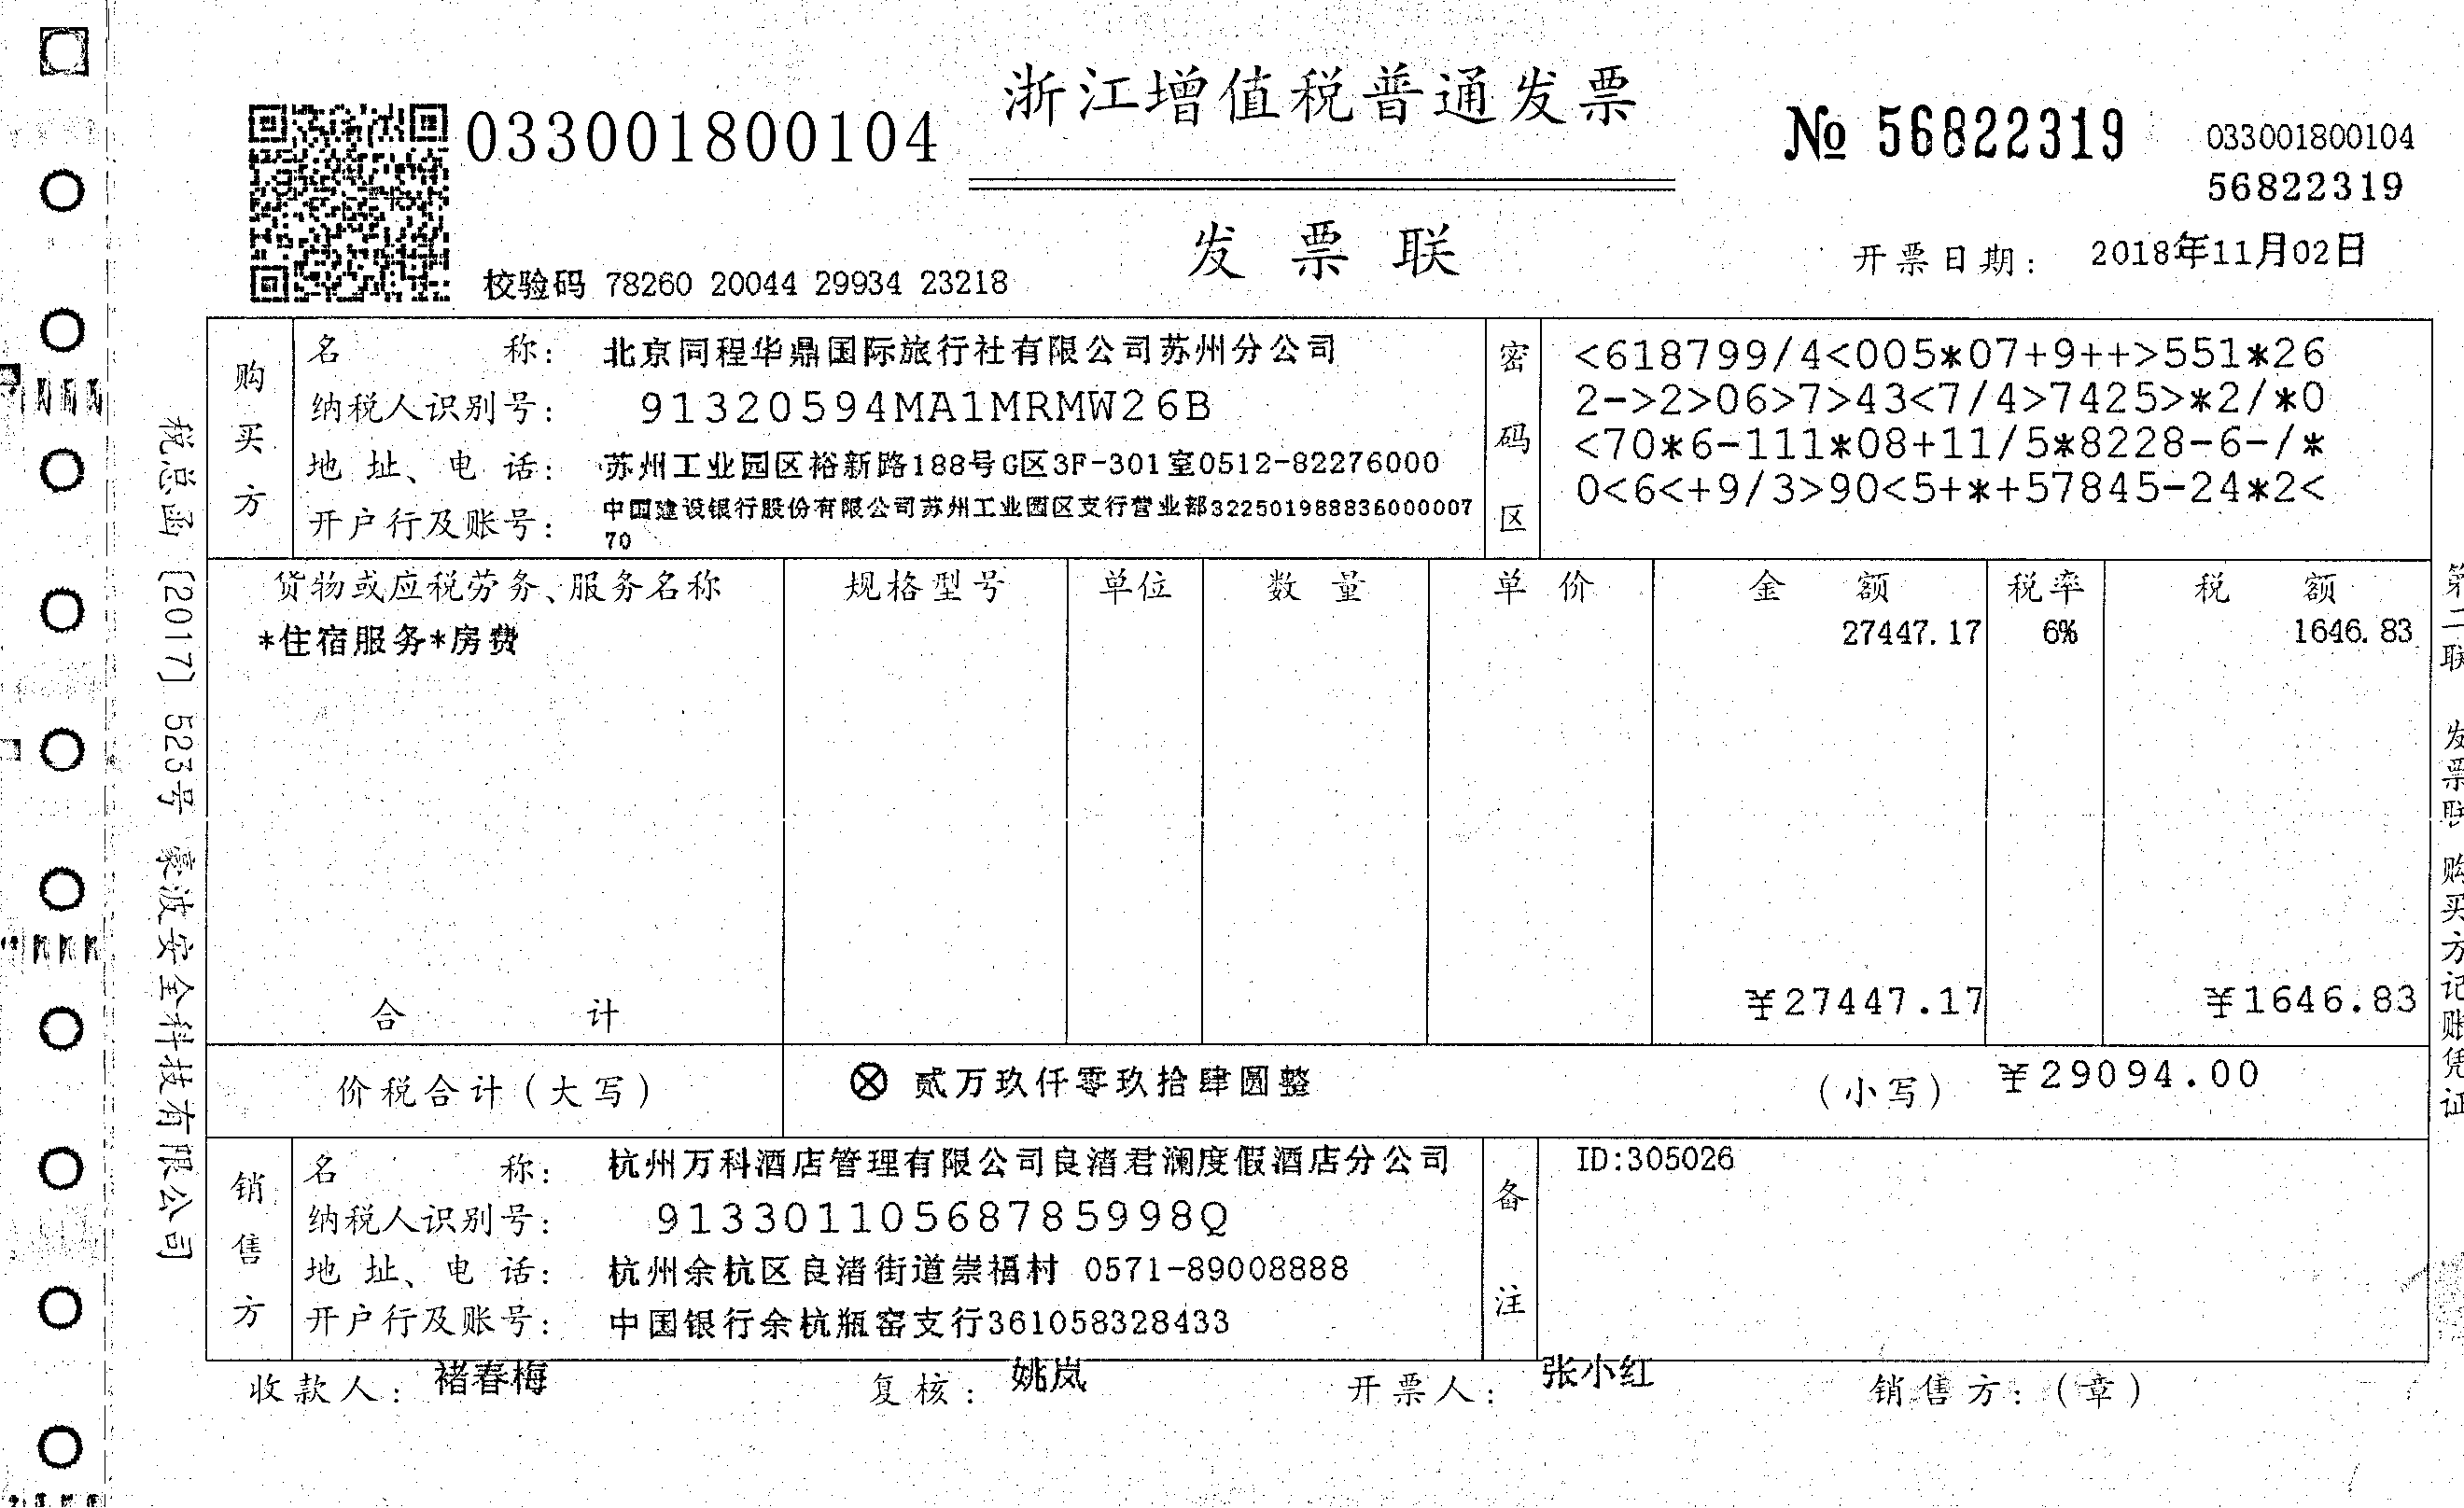 浙江增值税普通发票
033001800104
№ 56822319
033001800104
56822319
发票联
校验码 78260 20044 29934 23218
开票日期: 2018年11月02日
购买方
名称: 北京同程华鼎国际旅行社有限公司苏州分公司
纳税人识别号: 91320594MA1MRMW26B
地址、电话: 苏州工业园区裕新路188号G区3F-301室0512-82276000
开户行及账号: 中国建设银行股份有限公司苏州工业园区支行营业部322501988836000007
70
密码区
<618799/4<005*07+9++>551*26
2->2>06>7>43<7/4>7425>*2/*0
<70*6-111*08+11/5*8228-6-/*
0<6<+9/3>90<5+*+57845-24*2<
货物或应税劳务、服务名称 规格型号 单位 数量 单价 金额 税率 税额
*住宿服务*房费 27447.17 6% 1646.83
合计 ¥27447.17 ¥1646.83
价税合计(大写) ⊗ 贰万玖仟零玖拾肆圆整 (小写) ¥29094.00
销售方
名称: 杭州万科酒店管理有限公司良渚君澜度假酒店分公司
纳税人识别号: 91330110568785998Q
地址、电话: 杭州余杭区良渚街道崇福村 0571-89008888
开户行及账号: 中国银行余杭瓶窑支行361058328433
备注
ID:305026
收款人: 褚春梅 复核: 姚岚 开票人: 张小红 销售方:(章)
税总函〔2017〕523号 豪波安全科技有限公司
第二联 发票联 购买方记账凭证